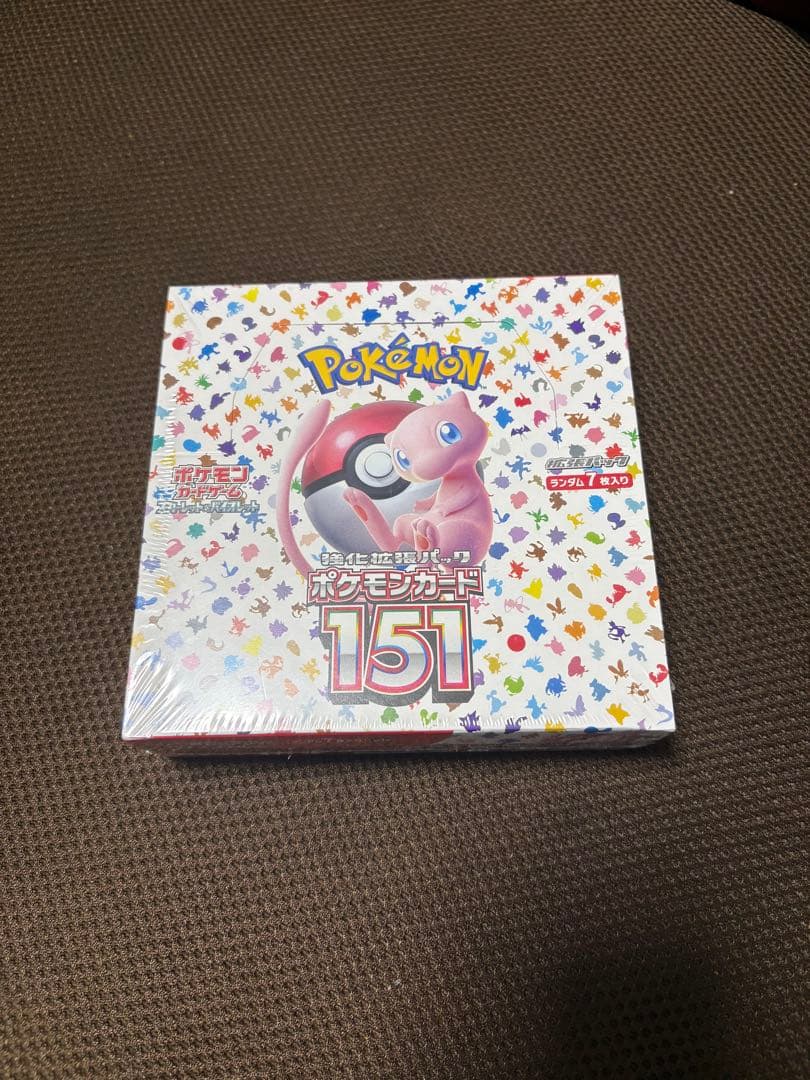 POKéMON
ポケモン
カードゲーム
スカーレット&バイオレット
拡張パック
ランダム7枚入り
強化拡張パック
ポケモンカード
151